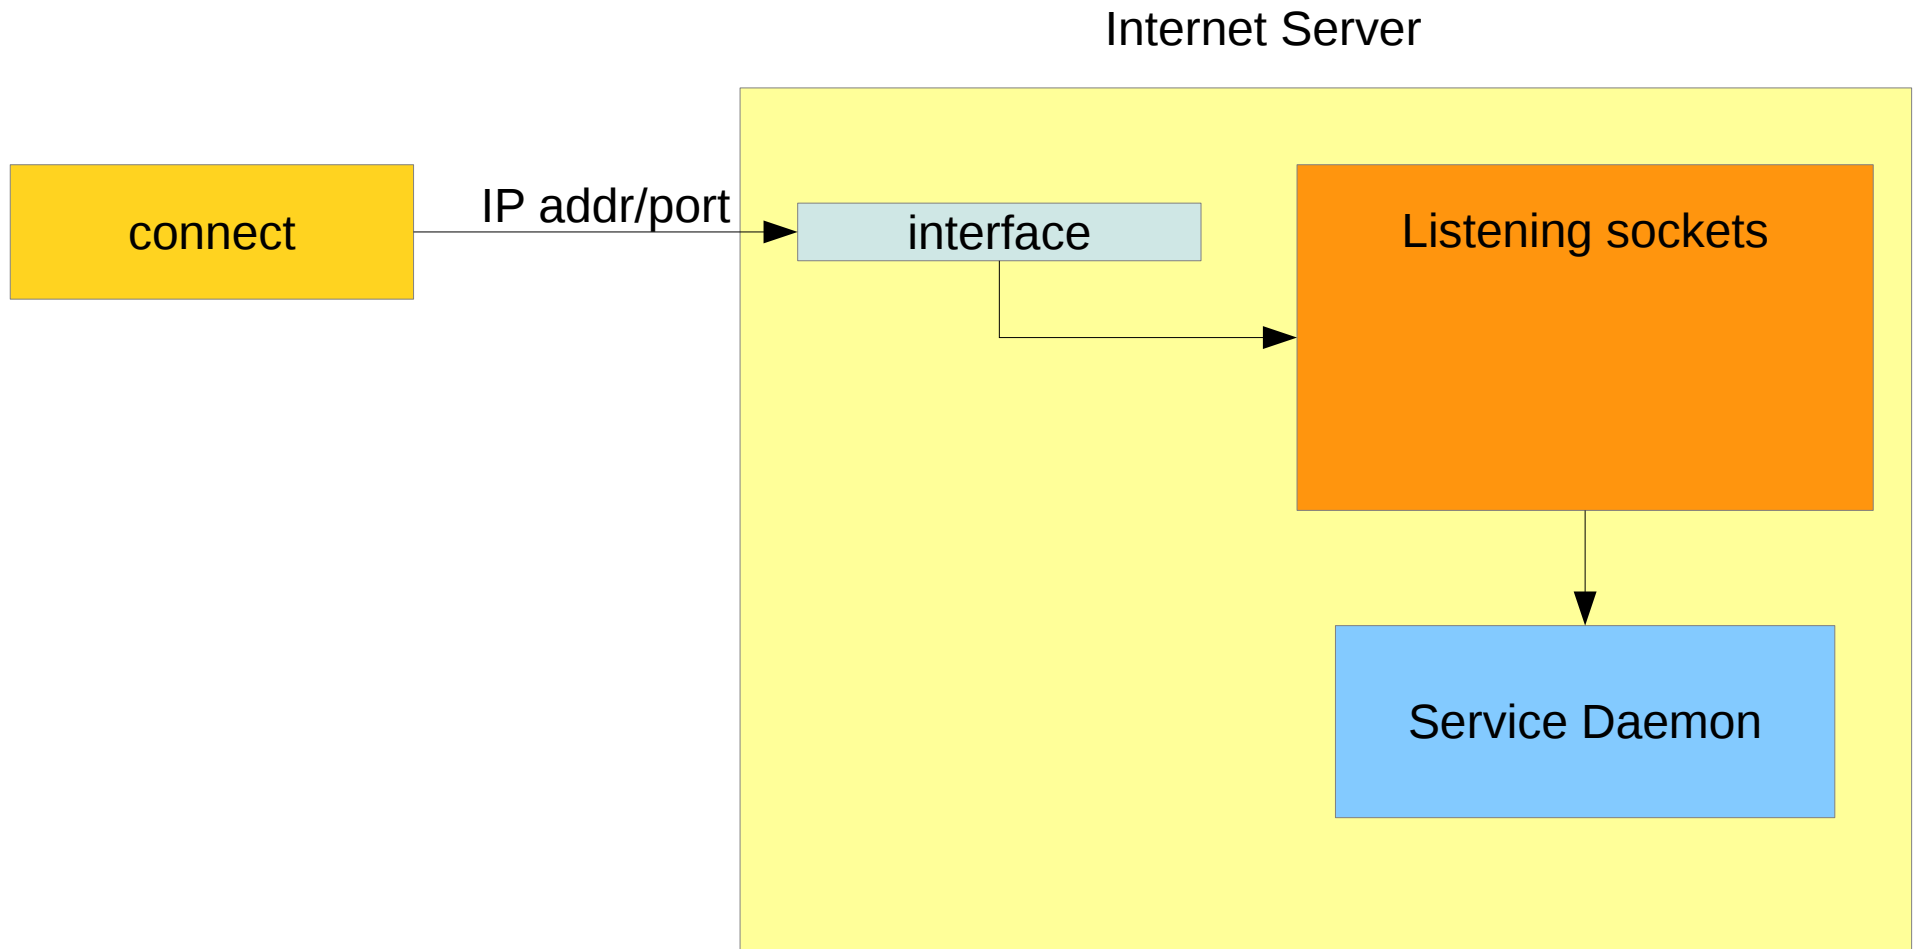 Internet Server
connect
IP addr/port
interface
Listening sockets
Service Daemon